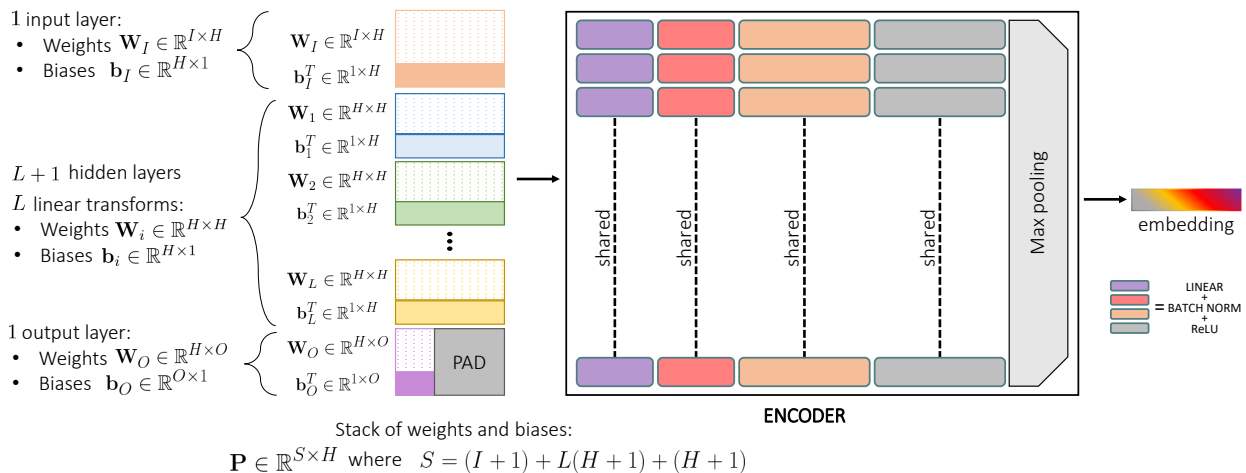 1 input layer:
• Weights W_I ∈ ℝ^{I×H}
• Biases b_I ∈ ℝ^{H×1}
L + 1 hidden layers
L linear transforms:
• Weights W_i ∈ ℝ^{H×H}
• Biases b_i ∈ ℝ^{H×1}
1 output layer:
• Weights W_O ∈ ℝ^{H×O}
• Biases b_O ∈ ℝ^{O×1}
W_I ∈ ℝ^{I×H}
b_I^T ∈ ℝ^{1×H}
W_1 ∈ ℝ^{H×H}
b_1^T ∈ ℝ^{1×H}
W_2 ∈ ℝ^{H×H}
b_2^T ∈ ℝ^{1×H}
W_L ∈ ℝ^{H×H}
b_L^T ∈ ℝ^{1×H}
W_O ∈ ℝ^{H×O}
b_O^T ∈ ℝ^{1×O}
PAD
shared
shared
shared
shared
Max pooling
ENCODER
embedding
LINEAR
+
= BATCH NORM
+
ReLU
Stack of weights and biases:
P ∈ ℝ^{S×H} where S = (I + 1) + L(H + 1) + (H + 1)